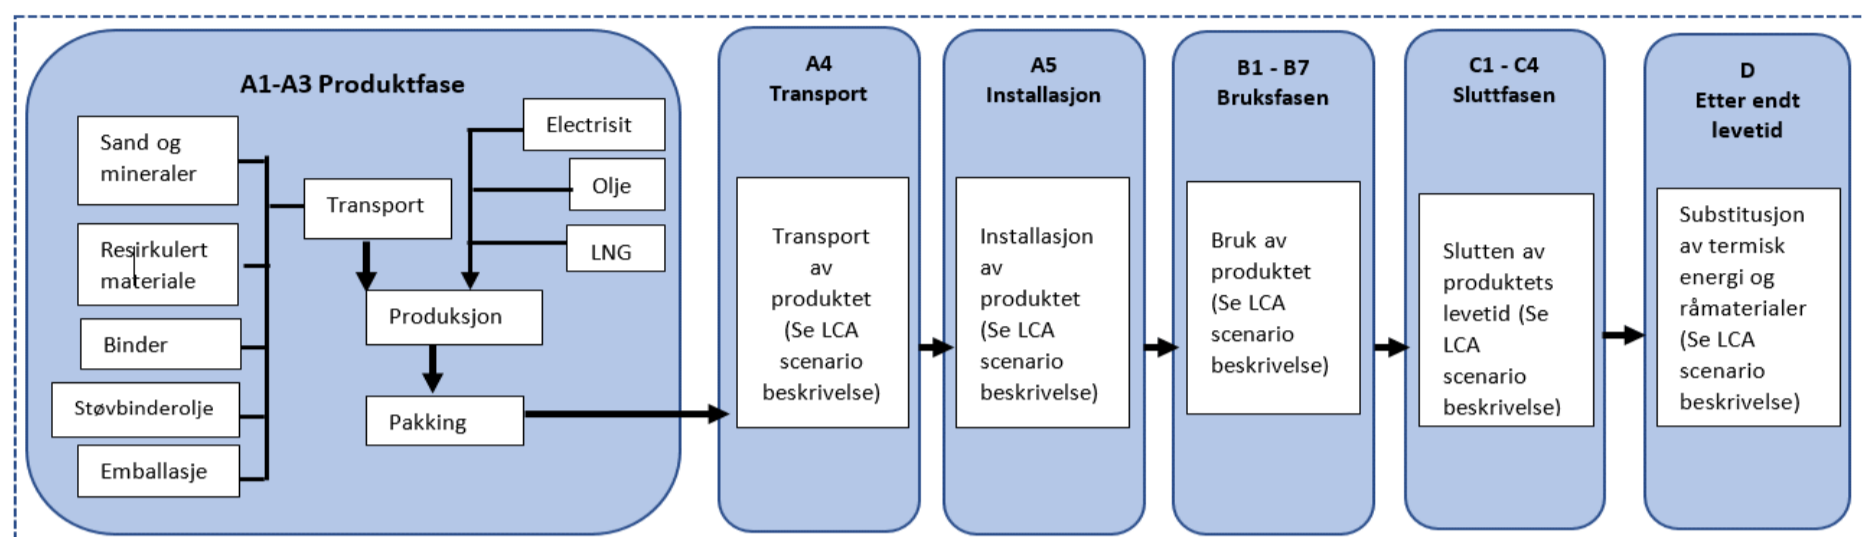 A1-A3 Produktfase
Sand og
mineraler
Resirkulert
materiale
Binder
Støvbinderolje
Emballasje
Transport
Electrisit
Olje
LNG
Produksjon
Pakking
A4
Transport
Transport
av
produktet
(Se LCA
scenario
beskrivelse)
A5
Installasjon
Installasjon
av
produktet
(Se LCA
scenario
beskrivelse)
B1 - B7
Bruksfasen
Bruk av
produktet
(Se LCA
scenario
beskrivelse)
C1 - C4
Sluttfasen
Slutten av
produktets
levetid (Se
LCA
scenario
beskrivelse)
D
Etter endt
levetid
Substitusjon
av termisk
energi og
råmaterialer
(Se LCA
scenario
beskrivelse)